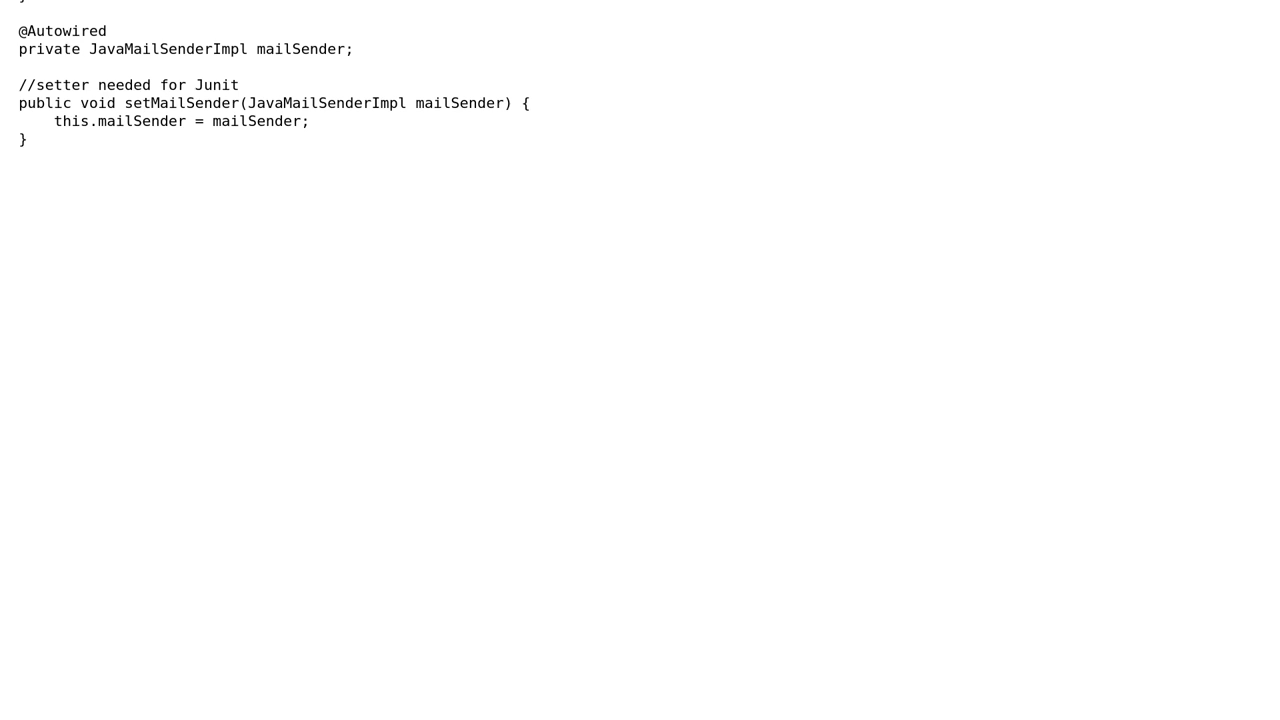 }
@Autowired
private JavaMailSenderImpl mailSender;
//setter needed for Junit
public void setMailSender(JavaMailSenderImpl mailSender) {
    this.mailSender = mailSender;
}